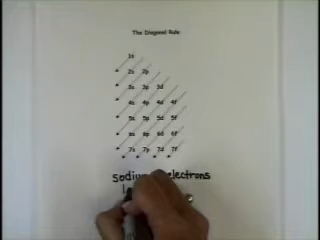 The Diagonal Rule
1s
2s 2p
3s 3p 3d
4s 4p 4d 4f
5s 5p 5d 5f
6s 6p 6d 6f
7s 7p 7d 7f
electrons